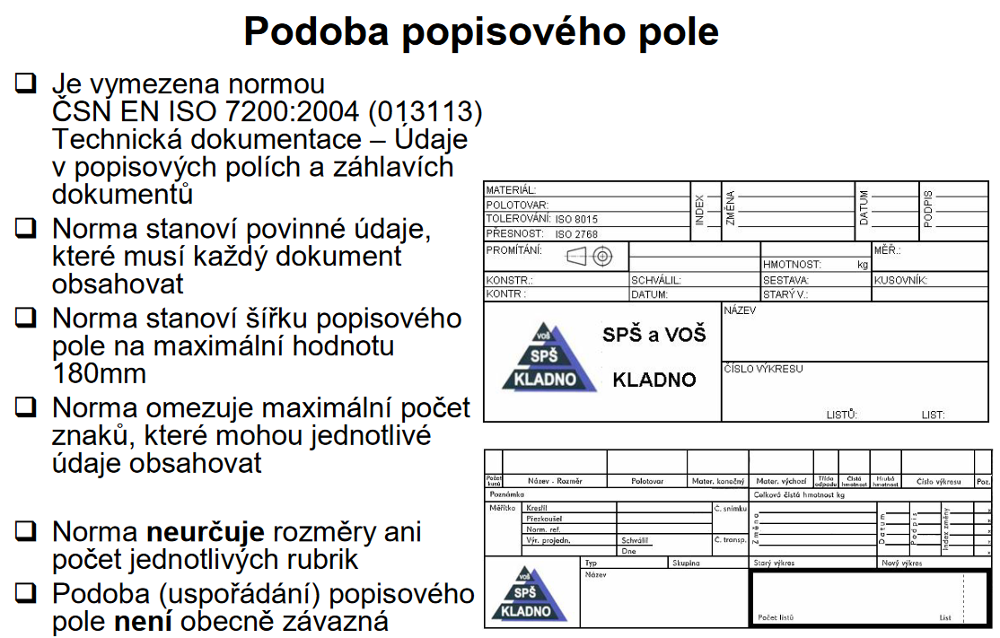 Podoba popisového pole
❑ Je vymezena normou
ČSN EN ISO 7200:2004 (013113)
Technická dokumentace – Údaje
v popisových polích a záhlavích
dokumentů
❑ Norma stanoví povinné údaje,
které musí každý dokument
obsahovat
❑ Norma stanoví šířku popisového
pole na maximální hodnotu
180mm
❑ Norma omezuje maximální počet
znaků, které mohou jednotlivé
údaje obsahovat
❑ Norma neurčuje rozměry ani
počet jednotlivých rubrik
❑ Podoba (uspořádání) popisového
pole není obecně závazná
MATERIÁL:
POLOTOVAR:
TOLEROVÁNÍ: ISO 8015
PŘESNOST: ISO 2768
INDEX
ZMĚNA
DATUM
PODPIS
PROMÍTÁNÍ:
HMOTNOST: kg
MĚŘ.:
KONSTR.: SCHVÁLIL: SESTAVA: KUSOVNÍK:
KONTR : DATUM: STARÝ V.:
VOŠ
SPŠ
KLADNO
SPŠ a VOŠ
KLADNO
NÁZEV
ČÍSLO VÝKRESU
LISTŮ: LIST:
Počet kusů Název - Rozměr Polotovar Mater. konečný Mater. výchozí Třída odpadu Čistá hmotnost Hrubá hmotnost Číslo výkresu Poz.
Poznámka Celková čistá hmotnost kg
Měřítko Kreslil Č. snímku
Přezkoušel
Norm. ref.
Výr. projedn. Schválil Č. transp.
Dne
Změna
Datum
Podpis
Index změny
x
x
x
x
x
Typ Skupina Starý výkres Nový výkres
Název
VOŠ
SPŠ
KLADNO
Počet listů List